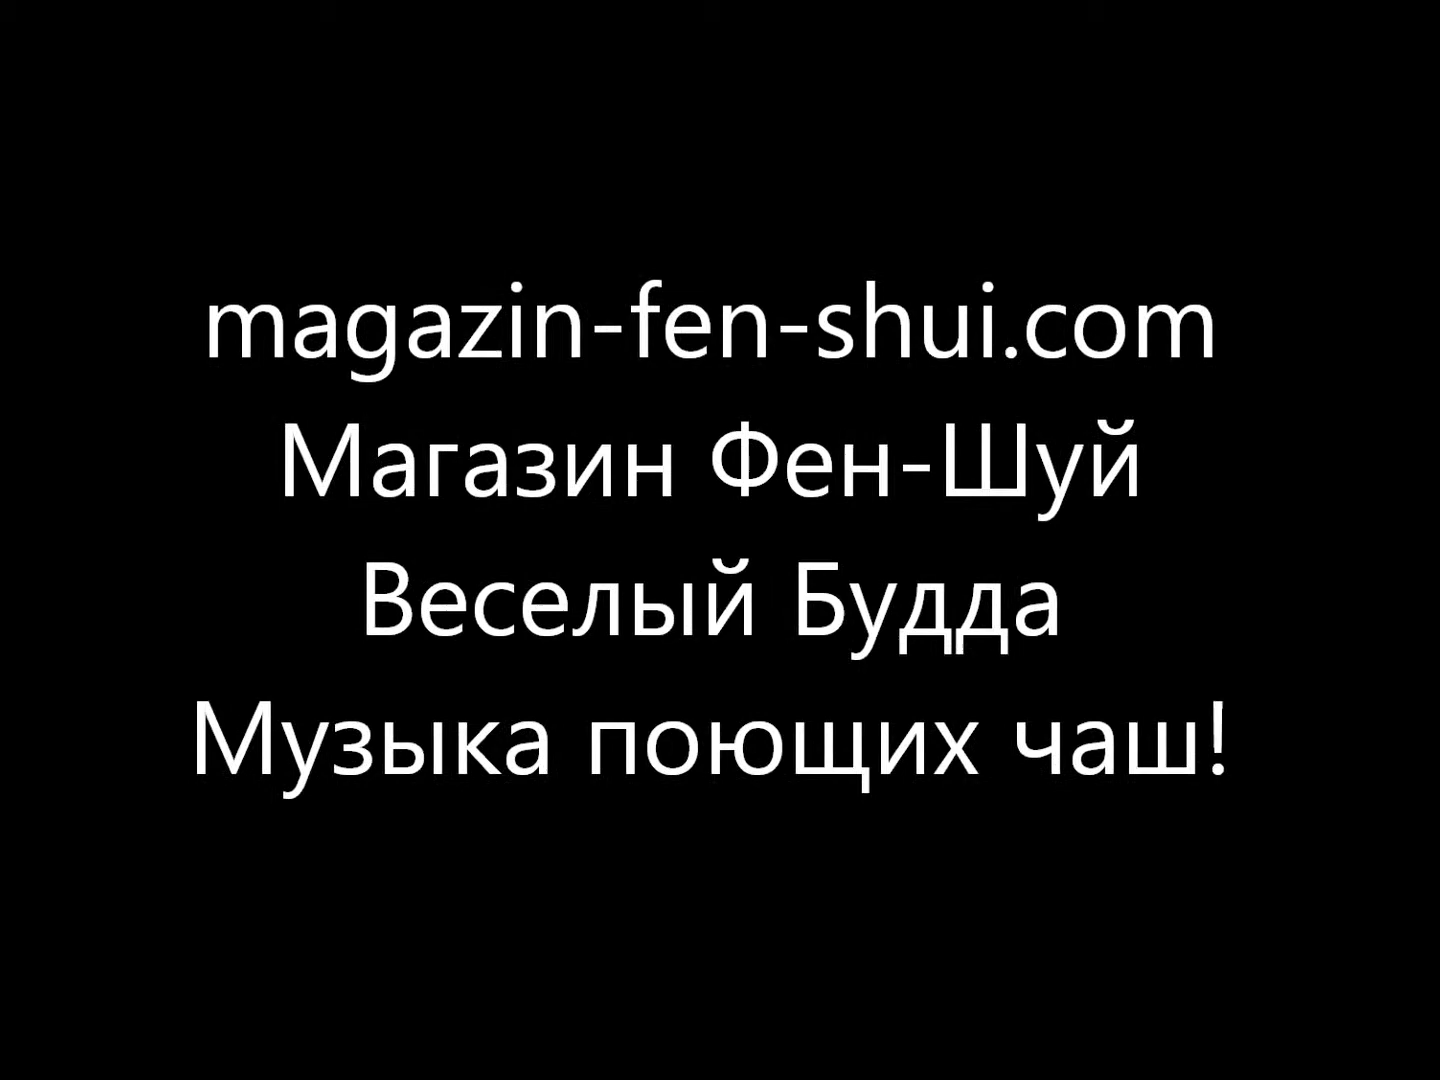 magazin-fen-shui.com
Магазин Фен-Шуй
Веселый Будда
Музыка поющих чаш!